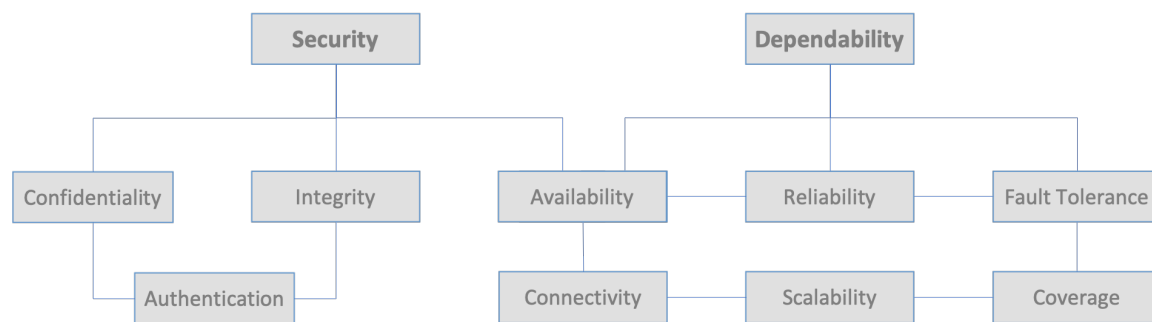 Security
Dependability
Confidentiality
Integrity
Availability
Reliability
Fault Tolerance
Authentication
Connectivity
Scalability
Coverage